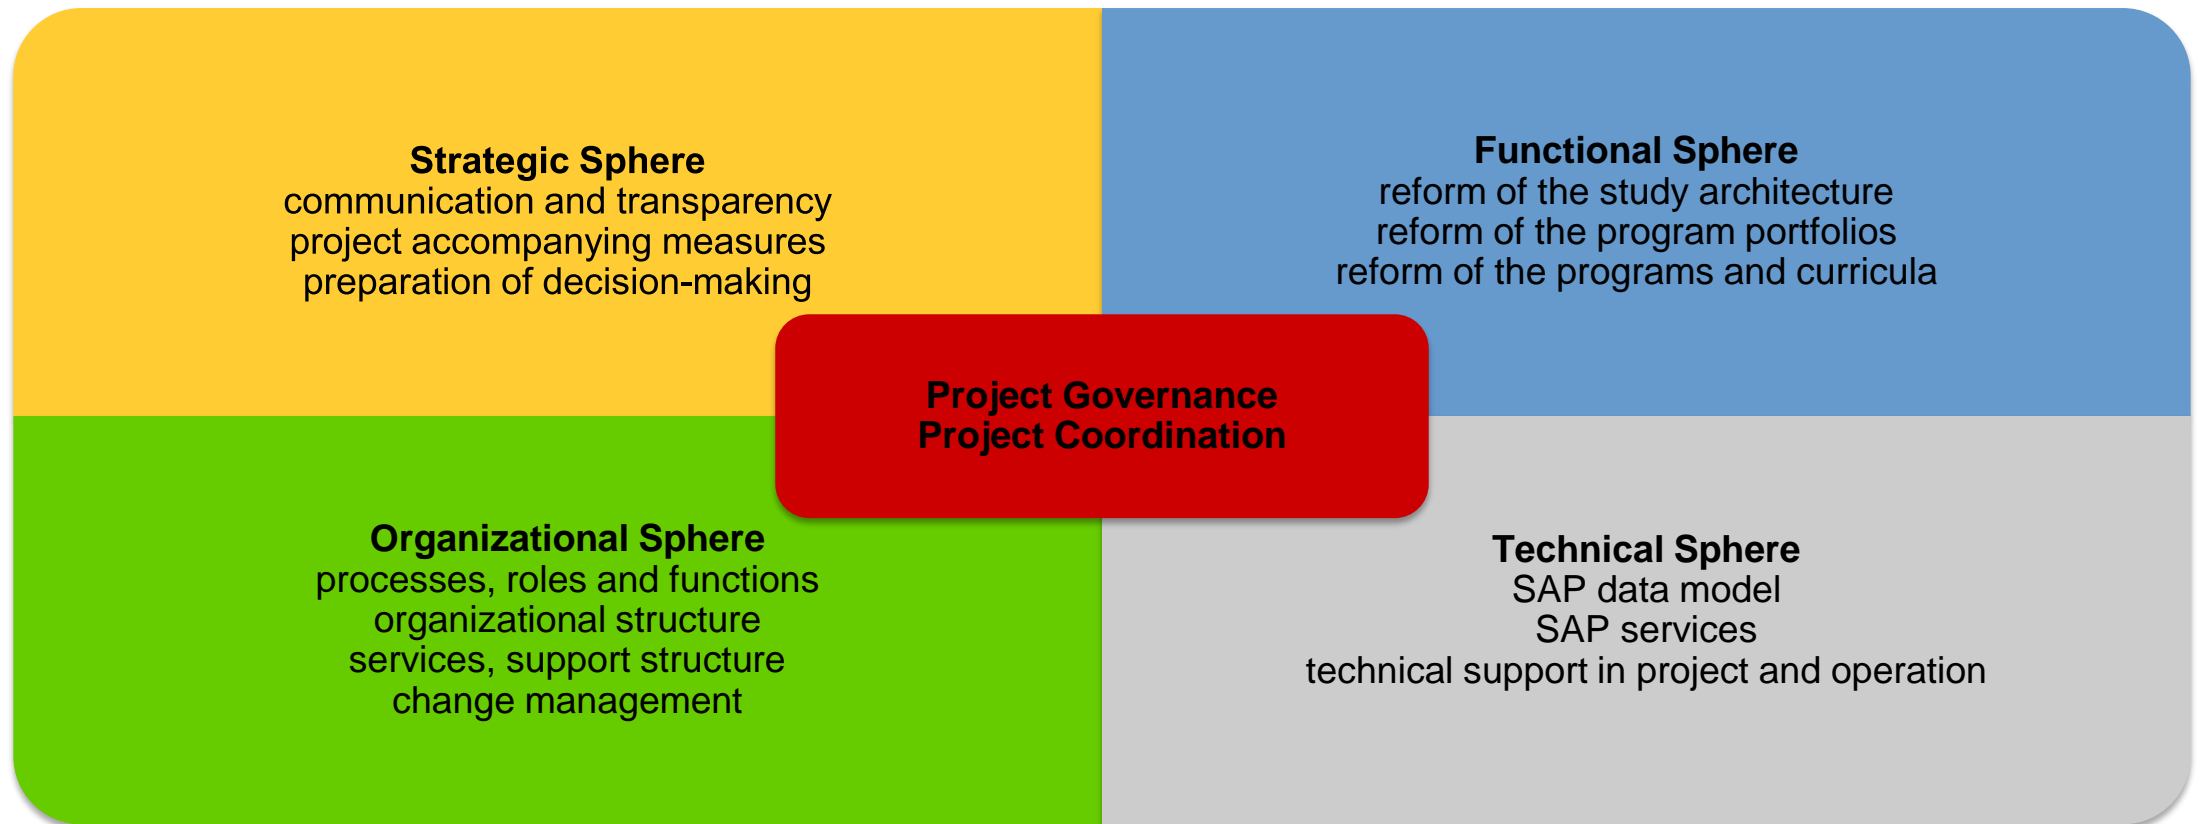 Strategic Sphere
communication and transparency
project accompanying measures
preparation of decision-making
Functional Sphere
reform of the study architecture
reform of the program portfolios
reform of the programs and curricula
Project Governance
Project Coordination
Organizational Sphere
processes, roles and functions
organizational structure
services, support structure
change management
Technical Sphere
SAP data model
SAP services
technical support in project and operation